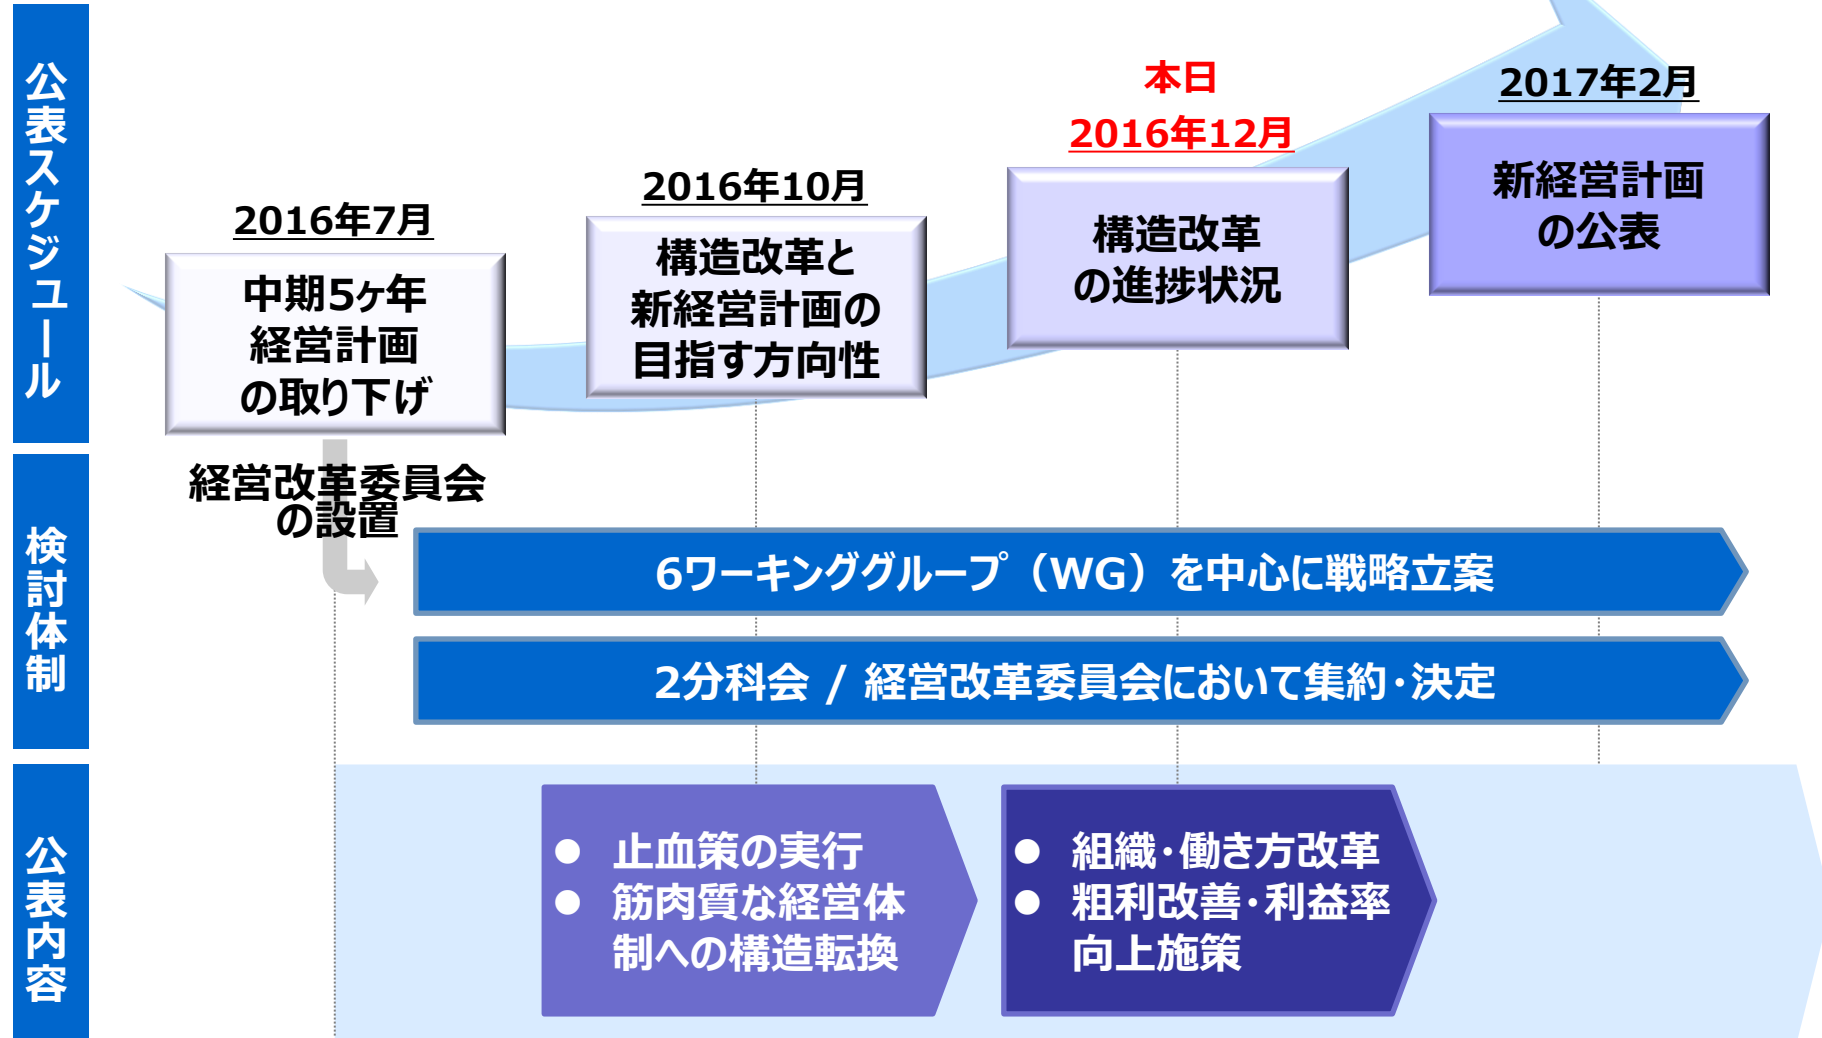 公表スケジュール
2016年7月
中期5ヶ年
経営計画
の取り下げ
2016年10月
構造改革と
新経営計画の
目指す方向性
本日
2016年12月
構造改革
の進捗状況
2017年2月
新経営計画
の公表
検討体制
経営改革委員会
の設置
6ワーキンググループ（WG）を中心に戦略立案
2分科会 / 経営改革委員会において集約・決定
公表内容
● 止血策の実行
● 筋肉質な経営体
制への構造転換
● 組織・働き方改革
● 粗利改善・利益率
向上施策